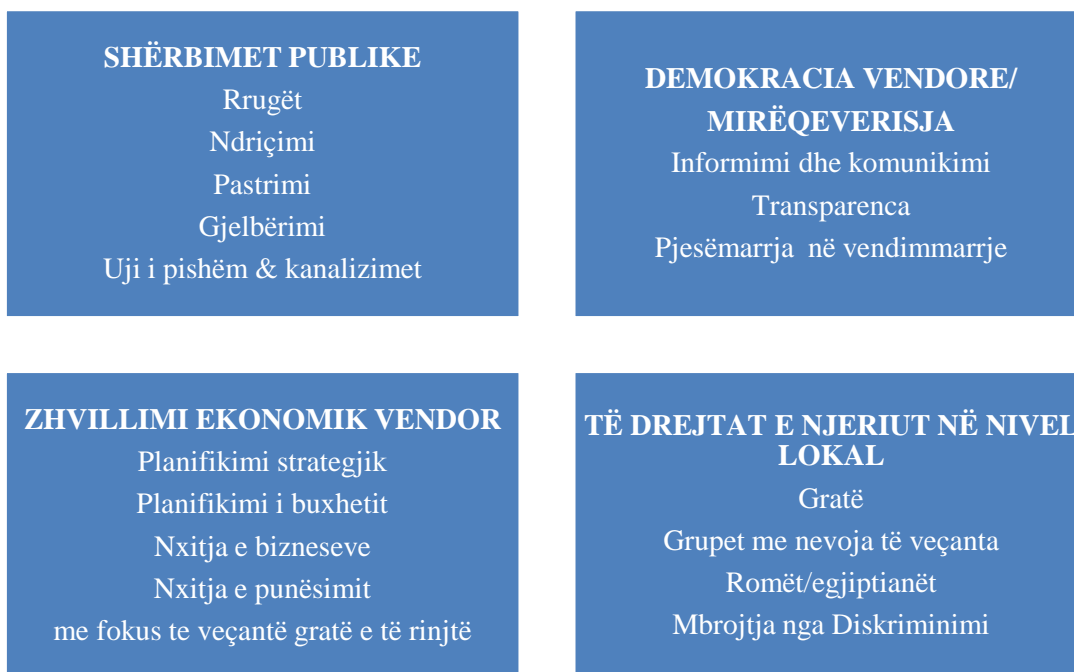 SHËRBIMET PUBLIKE
Rrugët
Ndriçimi
Pastrimi
Gjelbërimi
Uji i pishëm & kanalizimet
DEMOKRACIA VENDORE/
MIRËQEVERISJA
Informimi dhe komunikimi
Transparenca
Pjesëmarrja në vendimmarrje
ZHVILLIMI EKONOMIK VENDOR
Planifikimi strategjik
Planifikimi i buxhetit
Nxitja e bizneseve
Nxitja e punësimit
me fokus te veçantë gratë e të rinjtë
TË DREJTAT E NJERIUT NË NIVEL
LOKAL
Gratë
Grupet me nevoja të veçanta
Romët/egjiptianët
Mbrojtja nga Diskriminimi